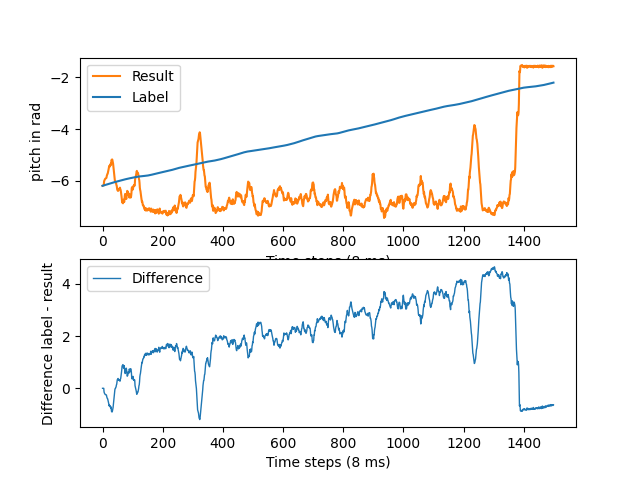 Result
Label
pitch in rad
−2
−4
−6
0 200 400 600 800 1000 1200 1400
Time steps (8 ms)
Difference
Difference label - result
4
2
0
0 200 400 600 800 1000 1200 1400
Time steps (8 ms)